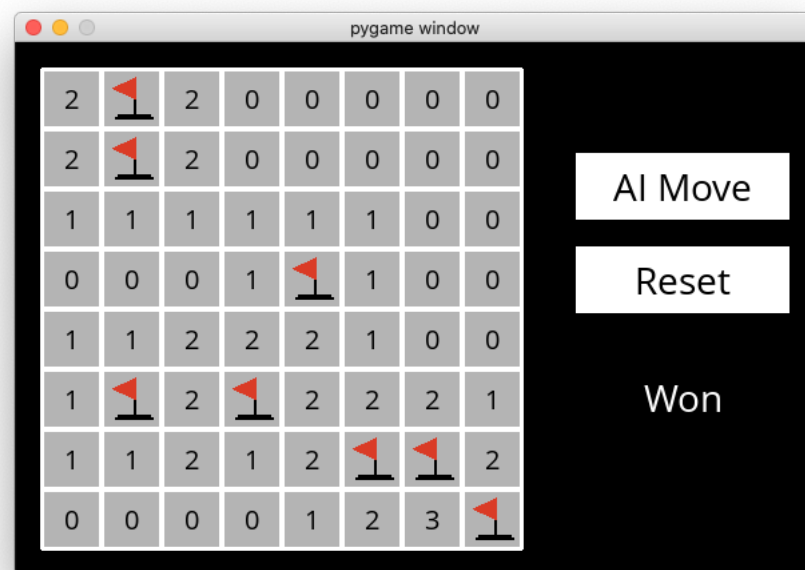 pygame window
2 2 0 0 0 0 0
2 2 0 0 0 0 0
AI Move
1 1 1 1 1 1 0 0
0 0 0 1 1 0 0
Reset
1 1 2 2 2 1 0 0
1 2 2 2 2 1
Won
1 1 2 1 2 2
0 0 0 0 1 2 3